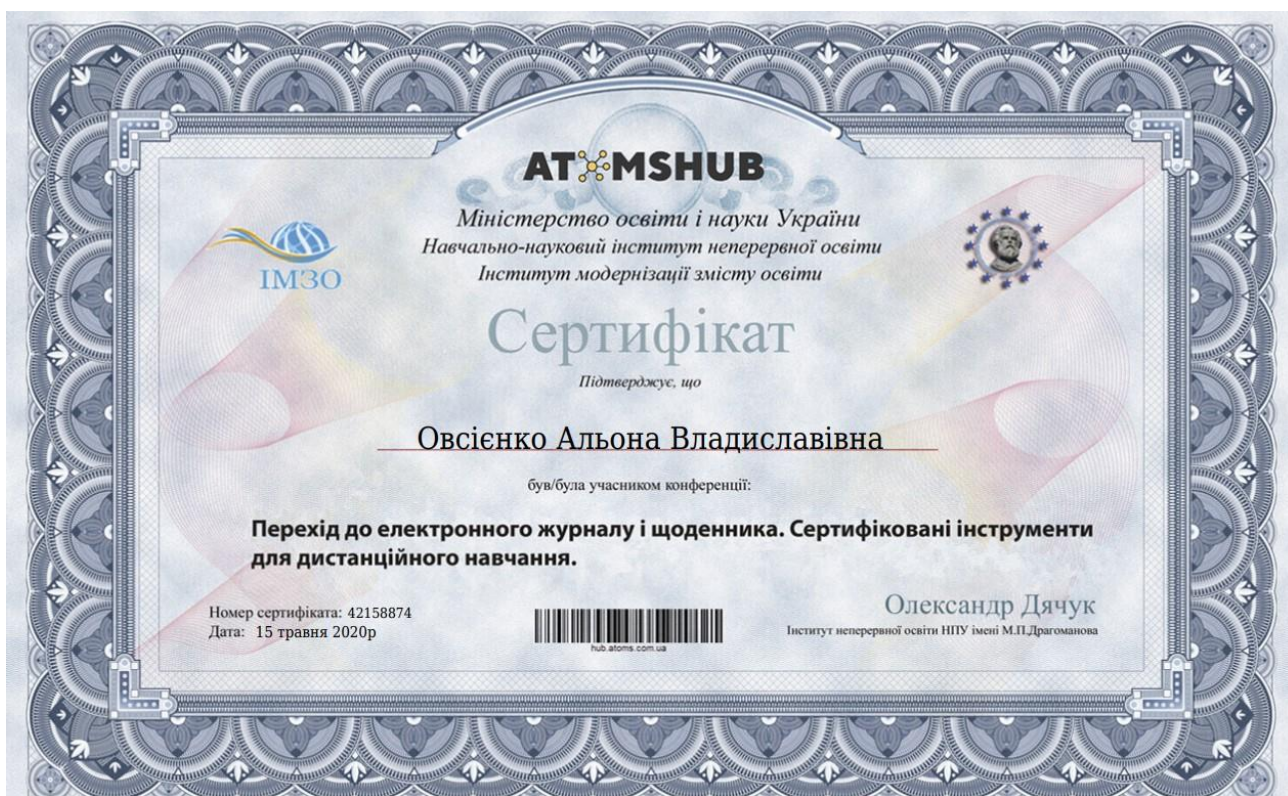 ATOMSHUB
Міністерство освіти і науки України
Навчально-науковий інститут неперервної освіти
Інститут модернізації змісту освіти
ІМЗО
Сертифікат
Підтверджує, що
Овсієнко Альона Владиславівна
був/була учасником конференції:
Перехід до електронного журналу і щоденника. Сертифіковані інструменти
для дистанційного навчання.
Номер сертифіката: 42158874
Дата: 15 травня 2020р
hub.atoms.com.ua
Олександр Дячук
Інститут неперервної освіти НПУ імені М.П.Драгоманова